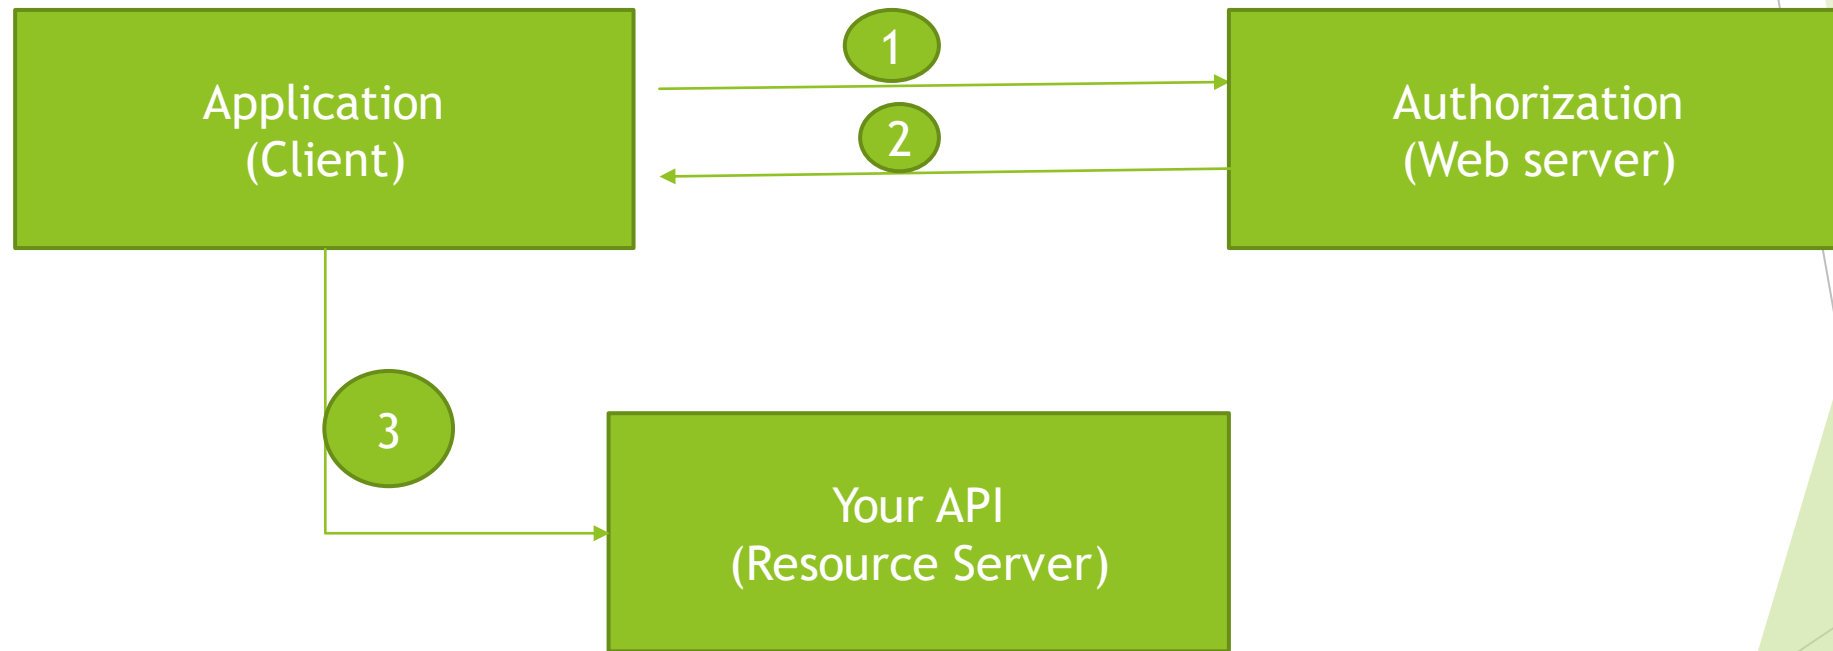 Application
(Client)
1
2
Authorization
(Web server)
3
Your API
(Resource Server)